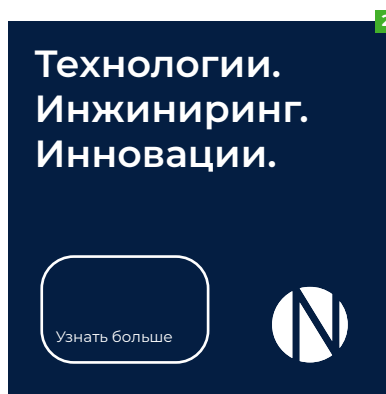 Технологии.
Инжиниринг.
Инновации.
Узнать больше
N